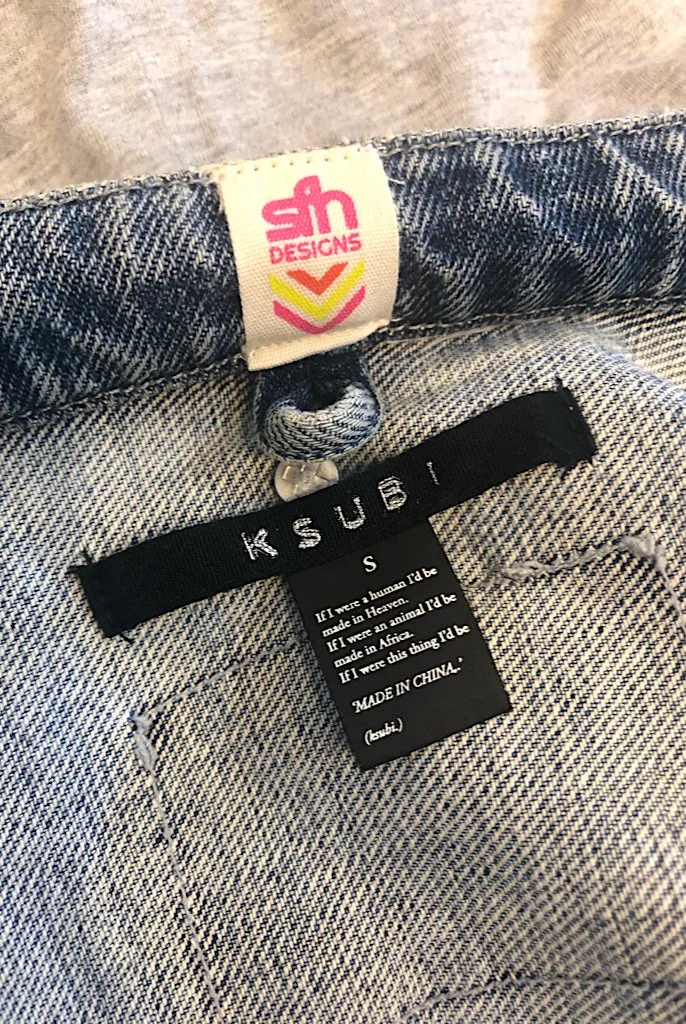 sfh
DESIGNS
KSUBI
S
If I were a human I'd be
made in Heaven.
If I were an animal I'd be
made in Africa.
If I were this thing I'd be
'MADE IN CHINA,.'
(ksubi.)